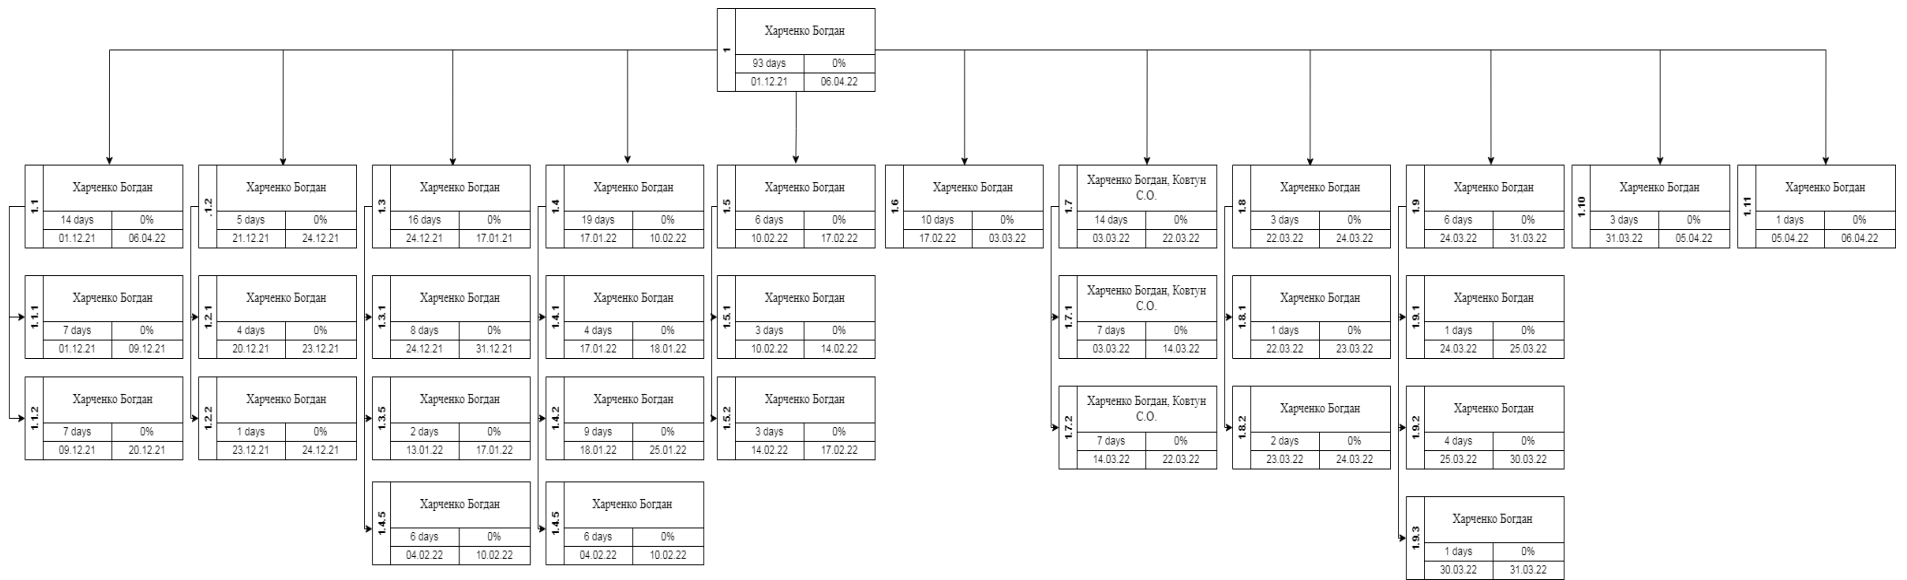 1
Харченко Богдан
93 days 0%
01.12.21 06.04.22
1.1
Харченко Богдан
14 days 0%
01.12.21 06.04.22
.1.2
Харченко Богдан
5 days 0%
21.12.21 24.12.21
1.3
Харченко Богдан
16 days 0%
24.12.21 17.01.21
1.4
Харченко Богдан
19 days 0%
17.01.22 10.02.22
1.5
Харченко Богдан
6 days 0%
10.02.22 17.02.22
1.6
Харченко Богдан
10 days 0%
17.02.22 03.03.22
1.7
Харченко Богдан, Ковтун
С.О.
14 days 0%
03.03.22 22.03.22
1.8
Харченко Богдан
3 days 0%
22.03.22 24.03.22
1.9
Харченко Богдан
6 days 0%
24.03.22 31.03.22
1.10
Харченко Богдан
3 days 0%
31.03.22 05.04.22
1.11
Харченко Богдан
1 days 0%
05.04.22 06.04.22
1.1.1
Харченко Богдан
7 days 0%
01.12.21 09.12.21
1.2.1
Харченко Богдан
4 days 0%
20.12.21 23.12.21
1.3.1
Харченко Богдан
8 days 0%
24.12.21 31.12.21
1.4.1
Харченко Богдан
4 days 0%
17.01.22 18.01.22
1.5.1
Харченко Богдан
3 days 0%
10.02.22 14.02.22
1.7.1
Харченко Богдан, Ковтун
С.О.
7 days 0%
03.03.22 14.03.22
1.8.1
Харченко Богдан
1 days 0%
22.03.22 23.03.22
1.9.1
Харченко Богдан
1 days 0%
24.03.22 25.03.22
1.1.2
Харченко Богдан
7 days 0%
09.12.21 20.12.21
1.2.2
Харченко Богдан
1 days 0%
23.12.21 24.12.21
1.3.5
Харченко Богдан
2 days 0%
13.01.22 17.01.22
1.4.2
Харченко Богдан
9 days 0%
18.01.22 25.01.22
1.5.2
Харченко Богдан
3 days 0%
14.02.22 17.02.22
1.7.2
Харченко Богдан, Ковтун
С.О.
7 days 0%
14.03.22 22.03.22
1.8.2
Харченко Богдан
2 days 0%
23.03.22 24.03.22
1.9.2
Харченко Богдан
4 days 0%
25.03.22 30.03.22
1.4.5
Харченко Богдан
6 days 0%
04.02.22 10.02.22
1.4.5
Харченко Богдан
6 days 0%
04.02.22 10.02.22
1.9.3
Харченко Богдан
1 days 0%
30.03.22 31.03.22